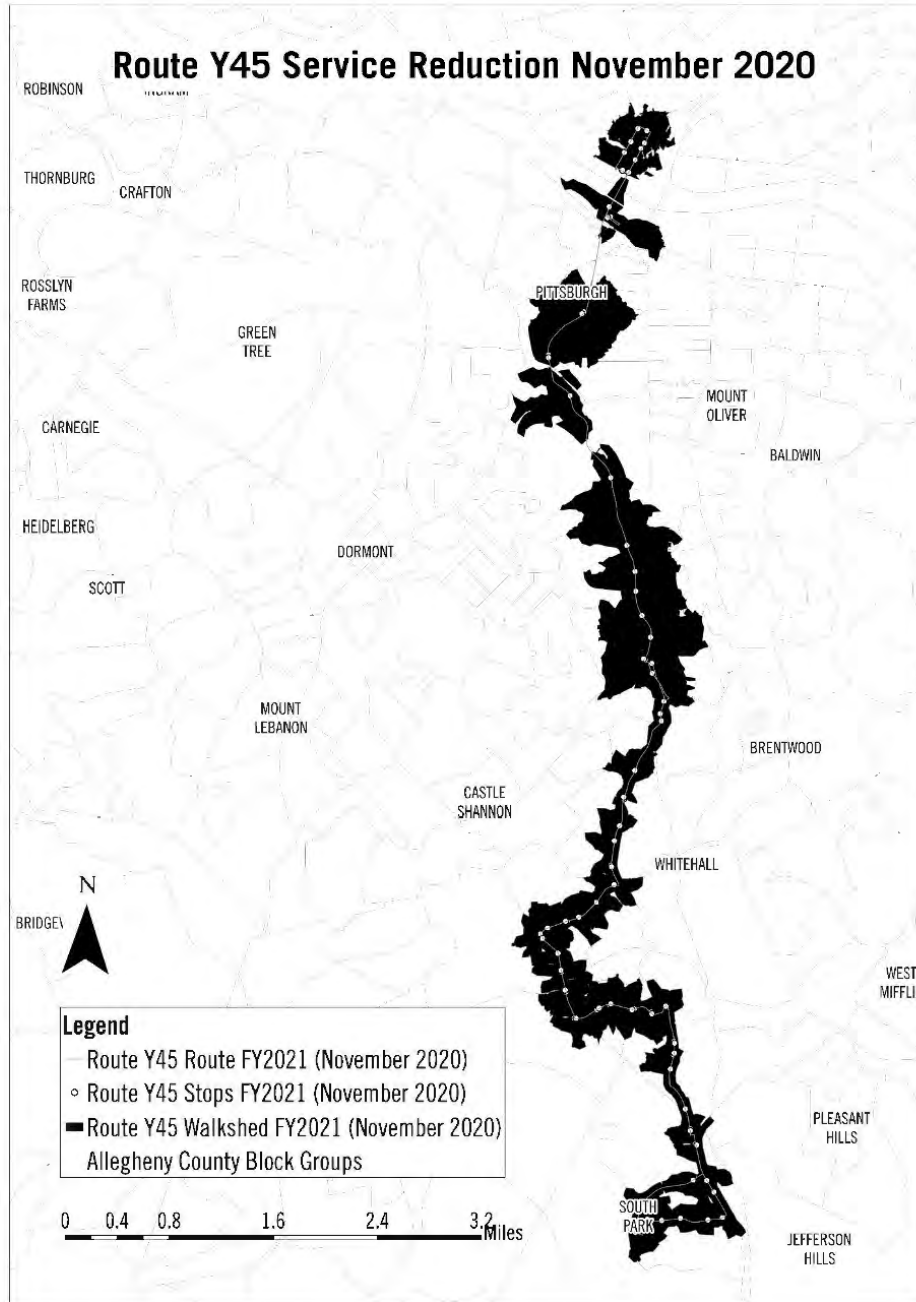 Route Y45 Service Reduction November 2020
ROBINSON
THORNBURG
CRAFTON
ROSSLYN
FARMS
PITTSBURGH
GREEN
TREE
MOUNT
OLIVER
CARNEGIE
BALDWIN
HEIDELBERG
DORMONT
SCOTT
MOUNT
LEBANON
BRENTWOOD
CASTLE
SHANNON
WHITEHALL
N
WEST
Legend
Route Y45 Route FY2021 (November 2020)
Route Y45 Stops FY2021 (November 2020)
Route Y45 Walkshed FY2021 (November 2020)
Allegheny County Block Groups
PLEASANT
HILLS
SOUTH
PARK
0 0.4 0.8 1.6 2.4 3.2
Miles
JEFFERSON
HILLS